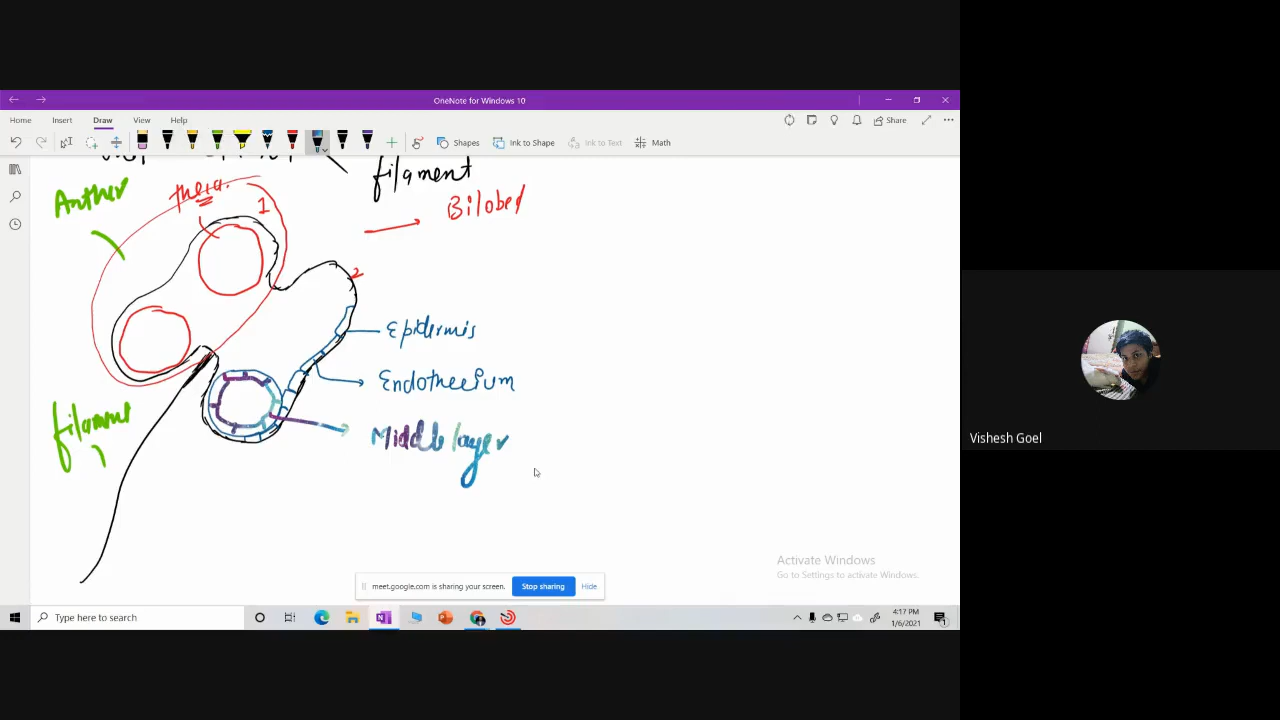 OneNote for Windows 10
Home Insert Draw View Help
Share
Shapes Ink to Shape Ink to Text Math
filament
Anther
theca.
1
Bilobed
2
Epidermis
Endothecium
filament
Middle layer
Vishesh Goel
Activate Windows
Go to Settings to activate Windows.
meet.google.com is sharing your screen. Stop sharing Hide
Type here to search
4:17 PM
1/6/2021